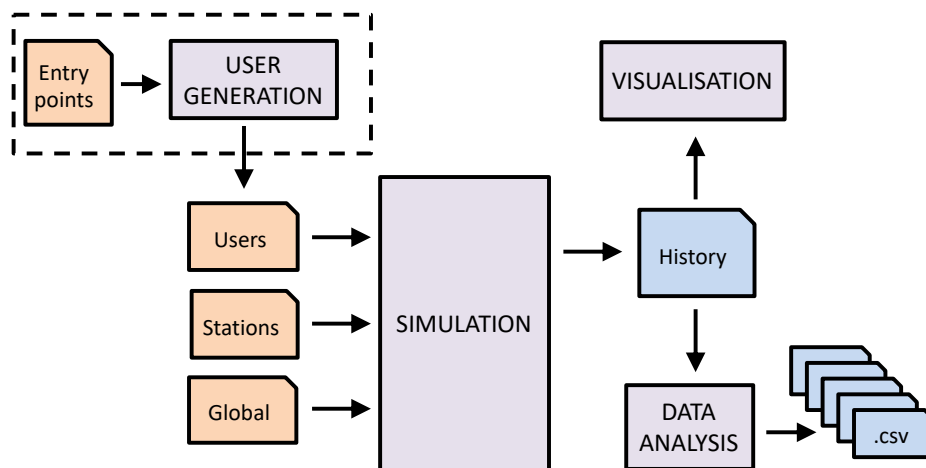 Entry
points
USER
GENERATION
VISUALISATION
Users
History
Stations
SIMULATION
Global
DATA
ANALYSIS
.csv